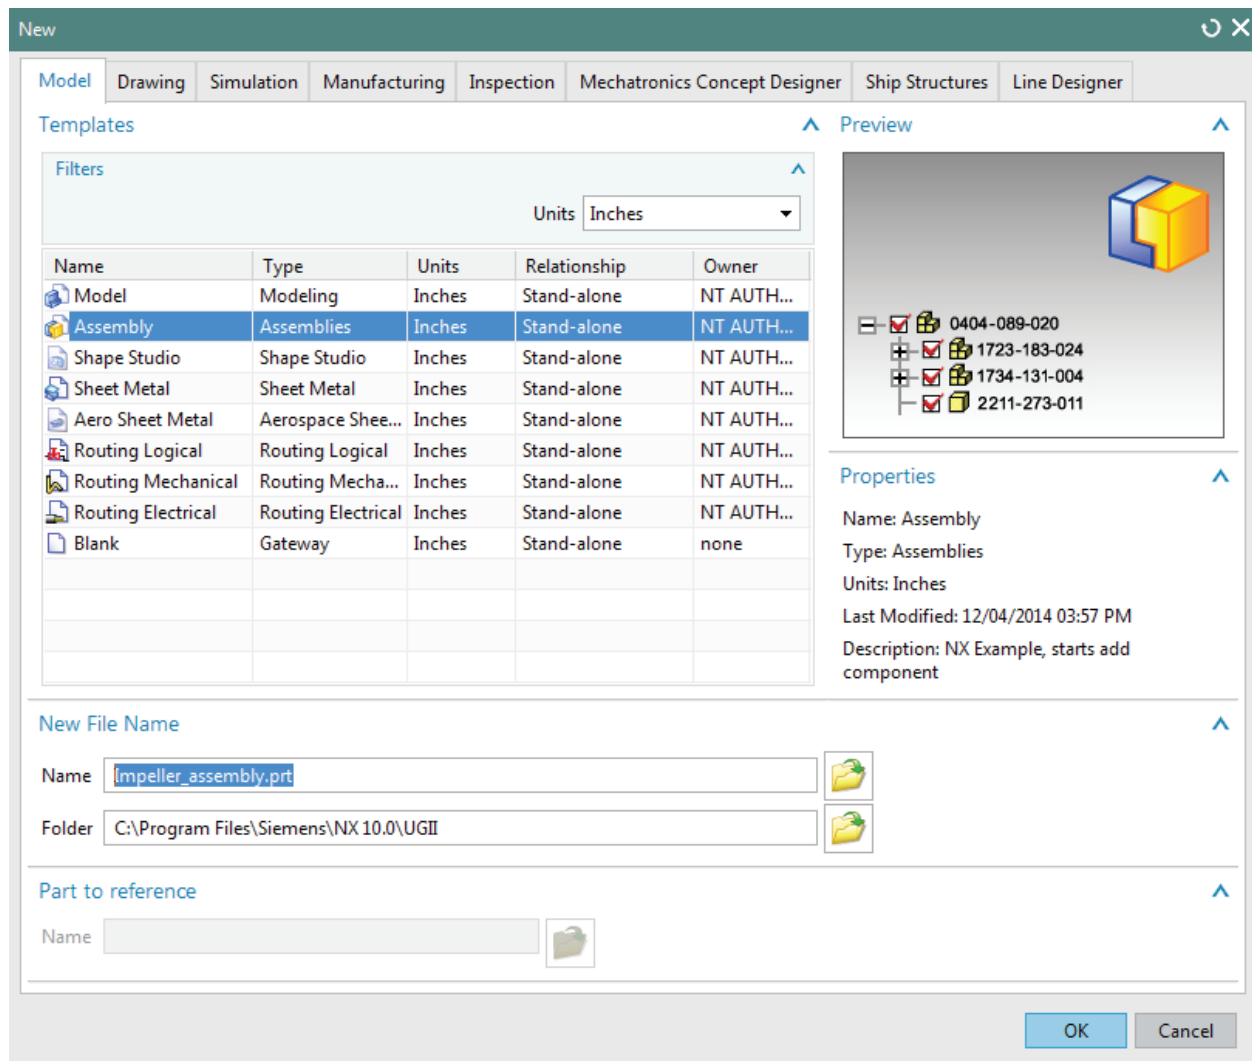 New
Model Drawing Simulation Manufacturing Inspection Mechatronics Concept Designer Ship Structures Line Designer
Templates
Filters
Units Inches
Name Type Units Relationship Owner
Model Modeling Inches Stand-alone NT AUTH...
Assembly Assemblies Inches Stand-alone NT AUTH...
Shape Studio Shape Studio Inches Stand-alone NT AUTH...
Sheet Metal Sheet Metal Inches Stand-alone NT AUTH...
Aero Sheet Metal Aerospace Shee... Inches Stand-alone NT AUTH...
Routing Logical Routing Logical Inches Stand-alone NT AUTH...
Routing Mechanical Routing Mecha... Inches Stand-alone NT AUTH...
Routing Electrical Routing Electrical Inches Stand-alone NT AUTH...
Blank Gateway Inches Stand-alone none
Preview
0404-089-020
1723-183-024
1734-131-004
2211-273-011
Properties
Name: Assembly
Type: Assemblies
Units: Inches
Last Modified: 12/04/2014 03:57 PM
Description: NX Example, starts add
component
New File Name
Name Impeller_assembly.prt
Folder C:\Program Files\Siemens\NX 10.0\UGII
Part to reference
Name
OK Cancel